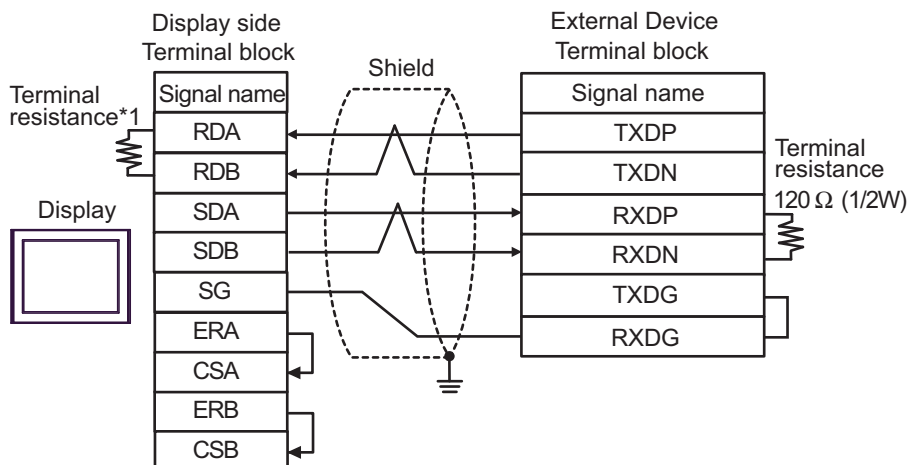 Display side
Terminal block
External Device
Terminal block
Shield
Terminal
resistance*1
Signal name
RDA
RDB
SDA
SDB
SG
ERA
CSA
ERB
CSB
Display
Signal name
TXDP
TXDN
RXDP
RXDN
TXDG
RXDG
Terminal
resistance
120 Ω (1/2W)